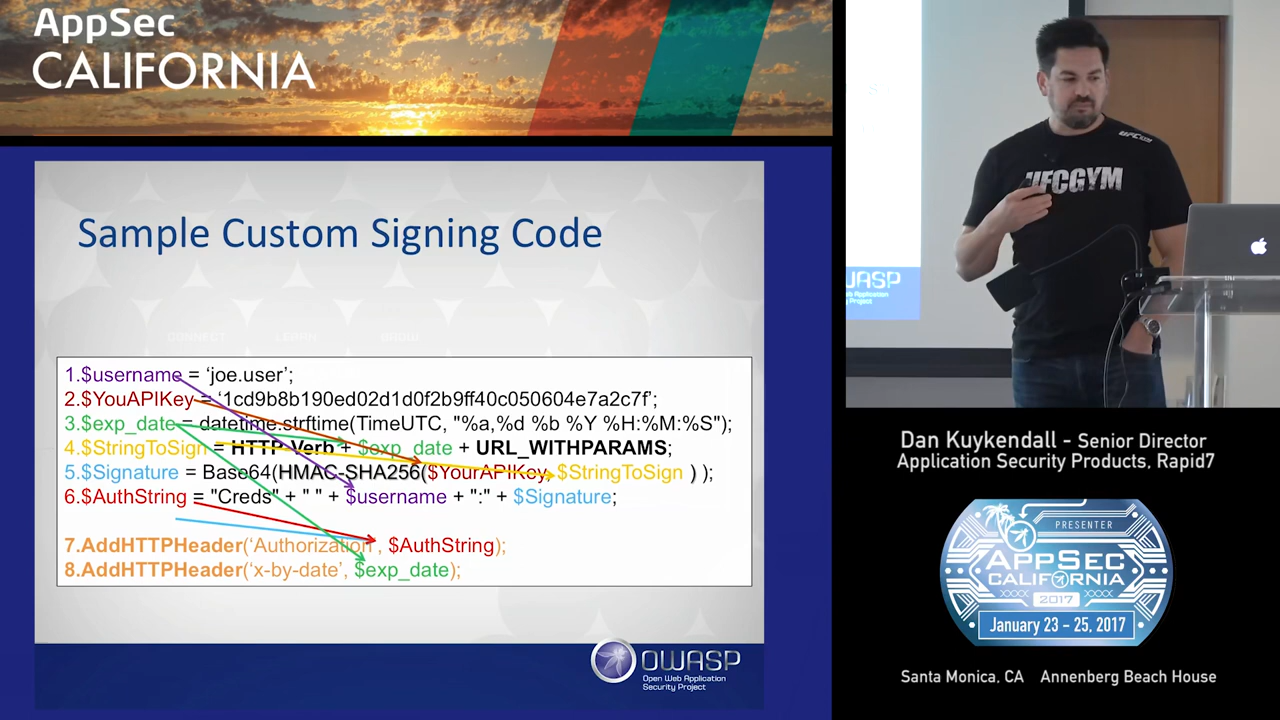 AppSec
CALIFORNIA
Sample Custom Signing Code
1.$username = ‘joe.user’;
2.$YouAPIKey = ‘1cd9b8b190ed02d1d0f2b9ff40c050604e7a2c7f’;
3.$exp_date = datetime.strftime(TimeUTC, "%a,%d %b %Y %H:%M:%S");
4.$StringToSign = HTTP Verb + $exp_date + URL_WITHPARAMS;
5.$Signature = Base64(HMAC-SHA256($YourAPIKey, $StringToSign ) );
6.$AuthString = "Creds" + " " + $username + ":" + $Signature;
7.AddHTTPHeader(‘Authorization’, $AuthString);
8.AddHTTPHeader(‘x-by-date’, $exp_date);
OWASP
Open Web Application
Security Project
UFCGYM
Dan Kuykendall - Senior Director
Application Security Products, Rapid7
PRESENTER
AppSec
CALIFORNIA
2017
January 23 - 25, 2017
Santa Monica, CA Annenberg Beach House